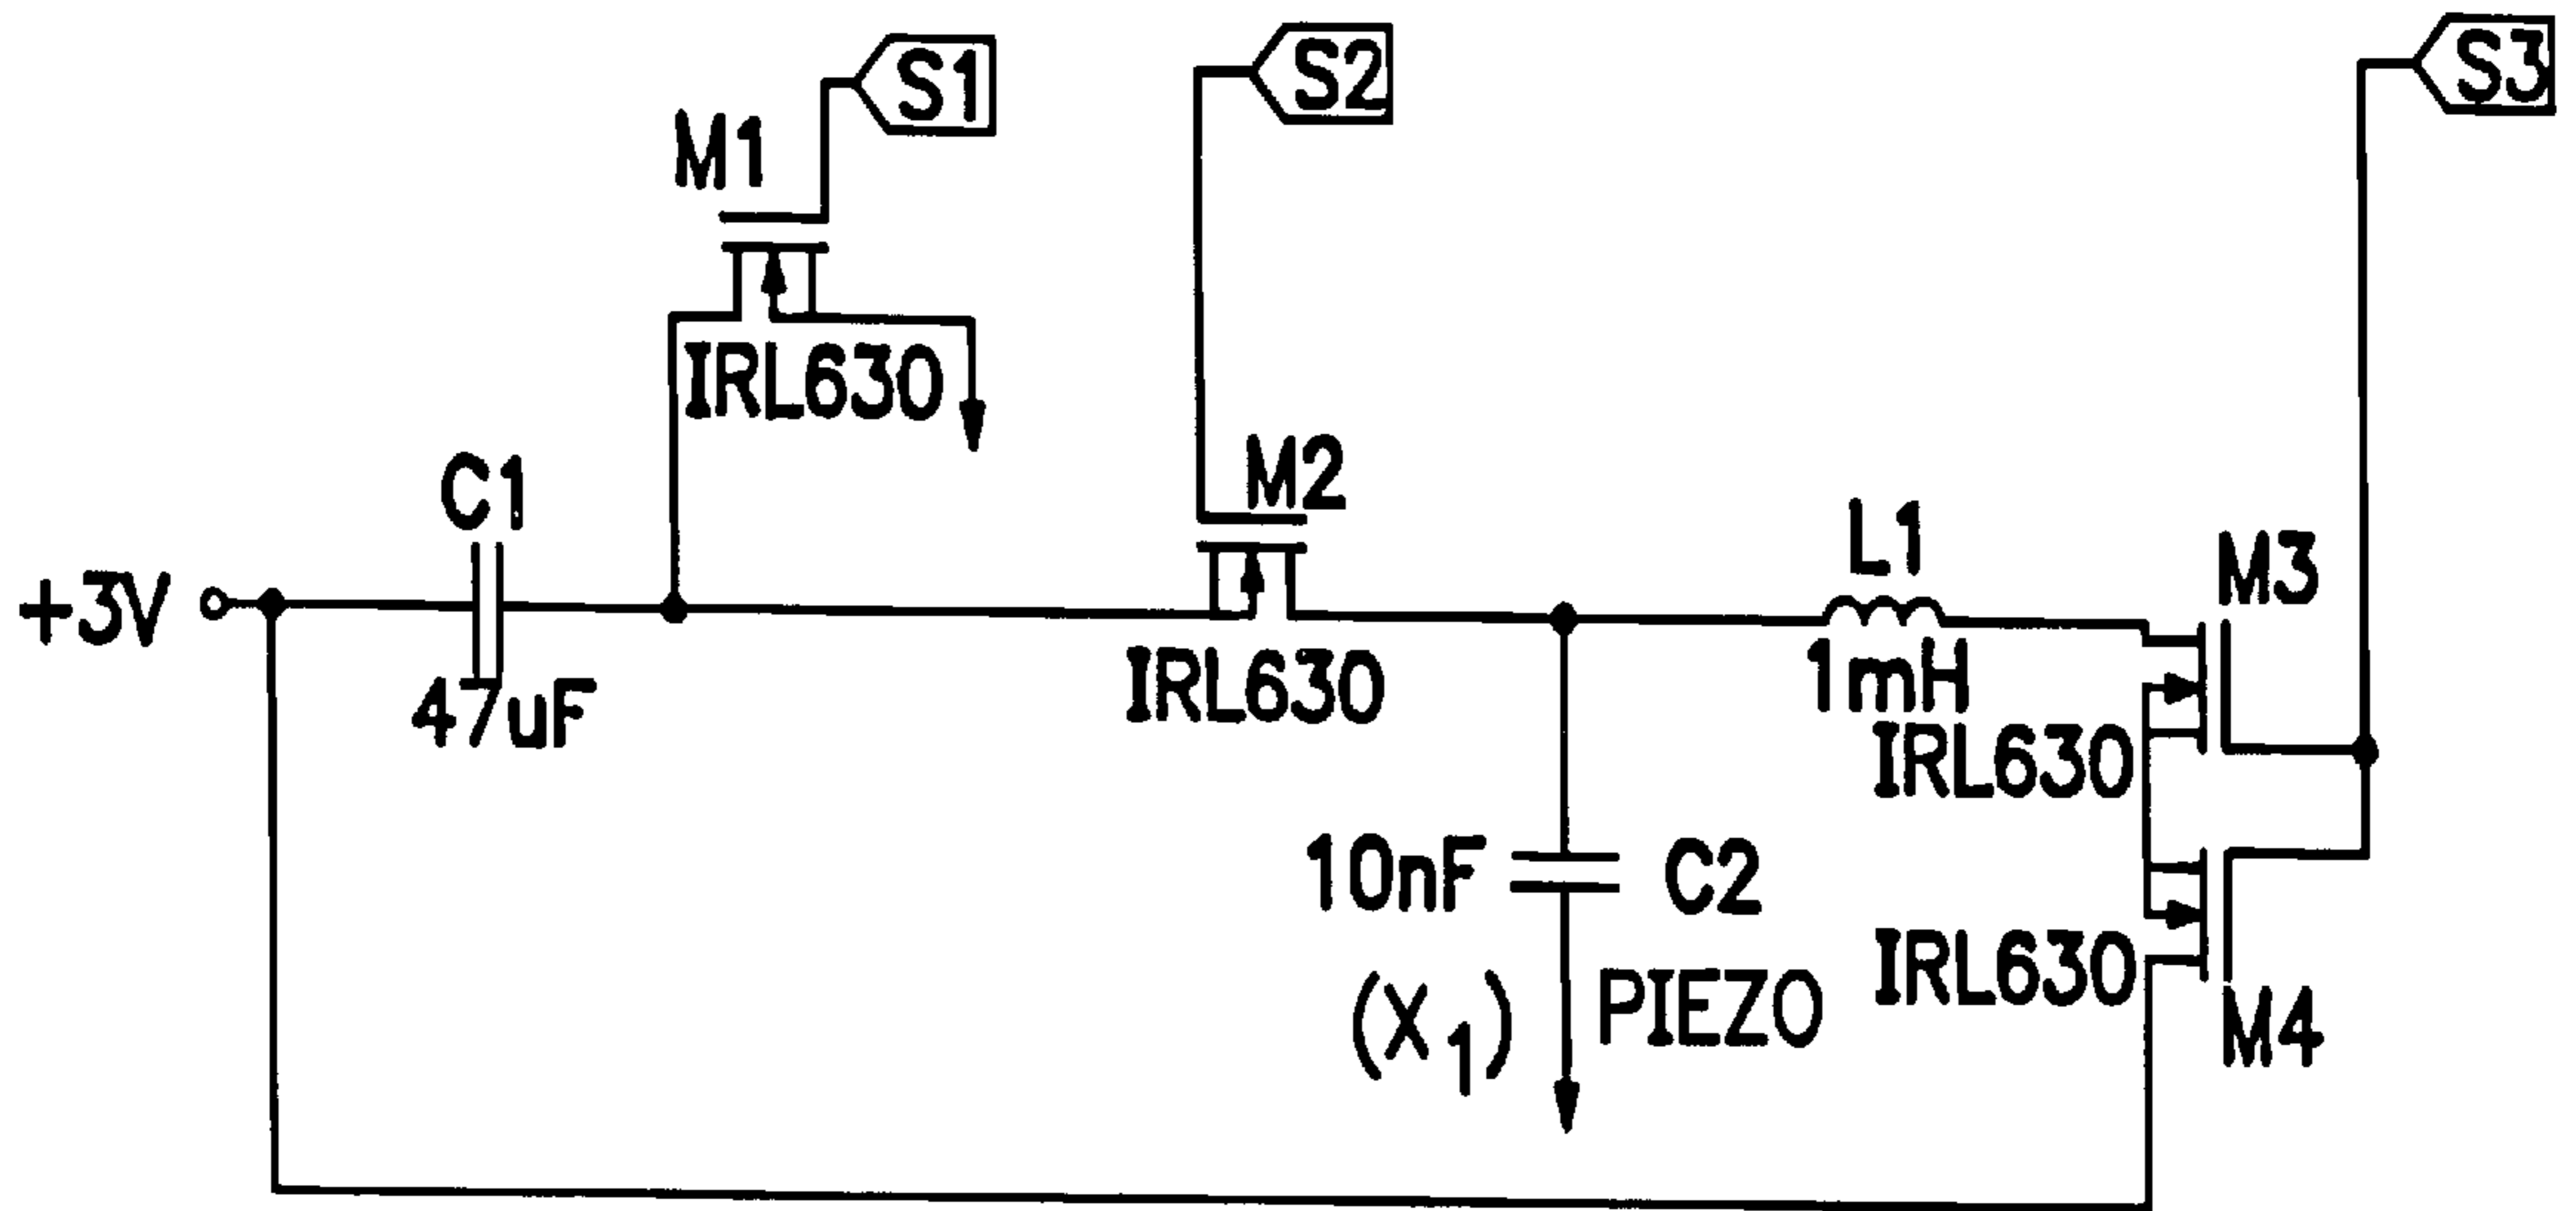 S1
S2
S3
M1
IRL630
C1
M2
L1
M3
+3V
1mH
47uF
IRL630
IRL630
10nF
C2
IRL630
(X1)
PIEZO
M4